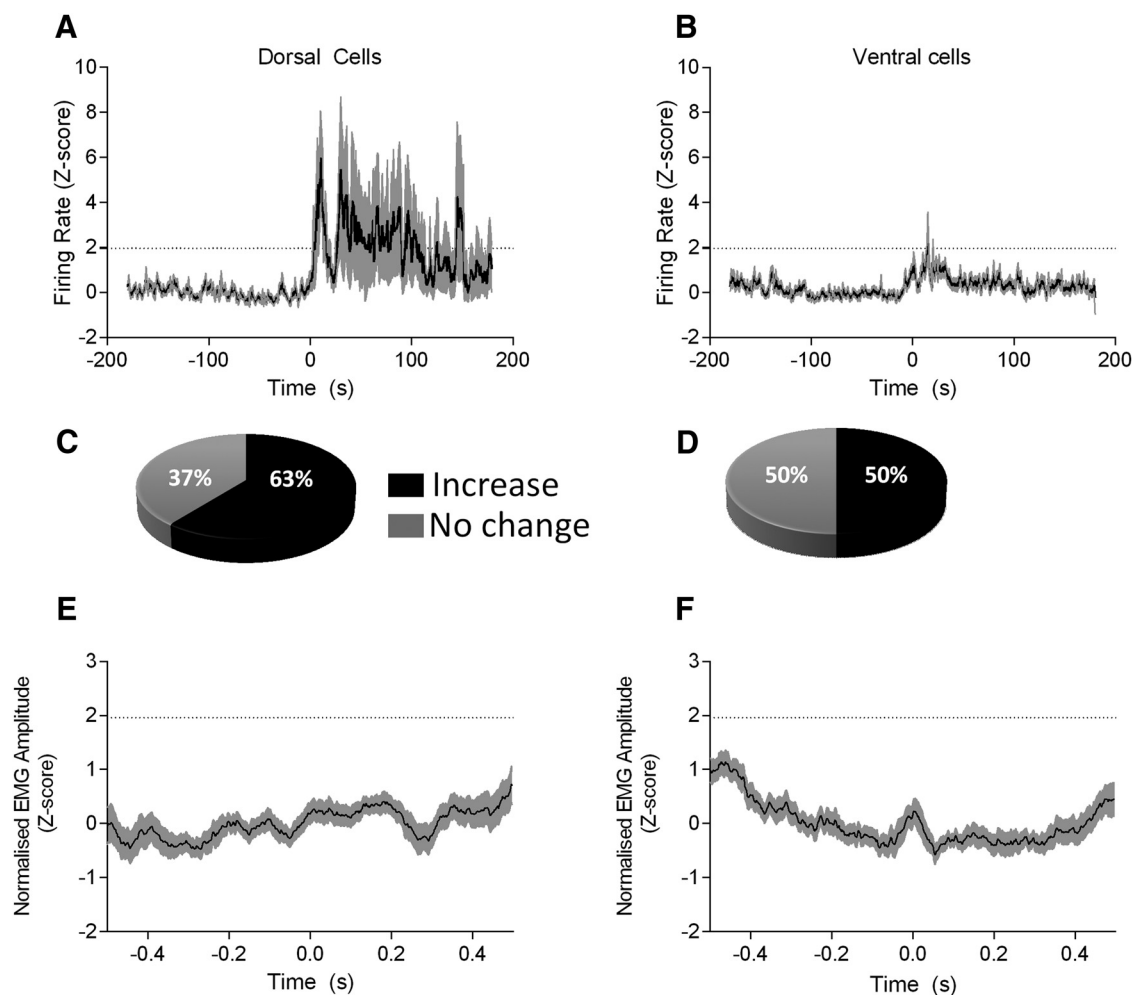 A
Dorsal Cells
10
8
6
4
2
0
-2
Firing Rate (Z-score)
-200
-100
0
100
200
Time (s)
B
Ventral cells
10
8
6
4
2
0
-2
Firing Rate (Z-score)
-200
-100
0
100
200
Time (s)
C
37%
63%
Increase
No change
D
50%
50%
E
3
2
1
0
-1
-2
Normalised EMG Amplitude
(Z-score)
-0.4
-0.2
0.0
0.2
0.4
Time (s)
F
3
2
1
0
-1
-2
Normalised EMG Amplitude
(Z-score)
-0.4
-0.2
0.0
0.2
0.4
Time (s)